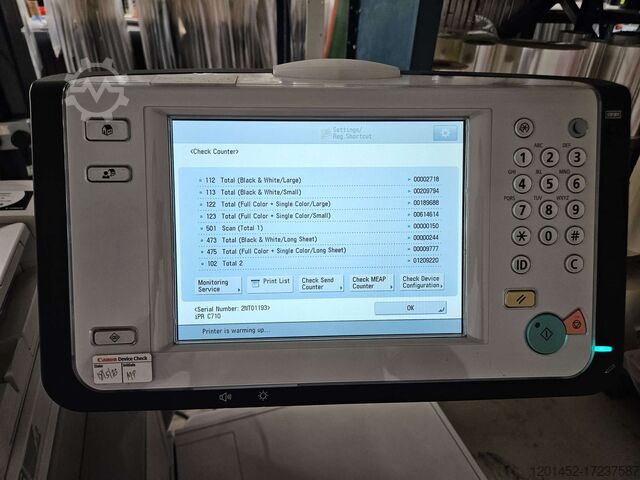 Settings/
Reg.Shortcut
<Check Counter>
112 Total (Black & White/Large) 00002718
113 Total (Black & White/Small) 00209794
122 Total (Full Color + Single Color/Large) 00189688
123 Total (Full Color + Single Color/Small) 00614614
501 Scan (Total 1) 00000150
473 Total (Black & White/Long Sheet) 00000244
475 Total (Full Color + Single Color/Long Sheet) 00009777
102 Total 2 01209220
Monitoring Service
Print List
Check Send Counter
Check MEAP Counter
Check Device Configuration
<Serial Number: 2NT01193>
iPR C710
OK
Printer is warming up...
ABC DEF
1 2 3
GHI JKL MNO
4 5 6
PQRS TUV WXYZ
7 8 9
* 0 #
ID C
Canon Device Check
Date Initials
MP
1201452-17237587